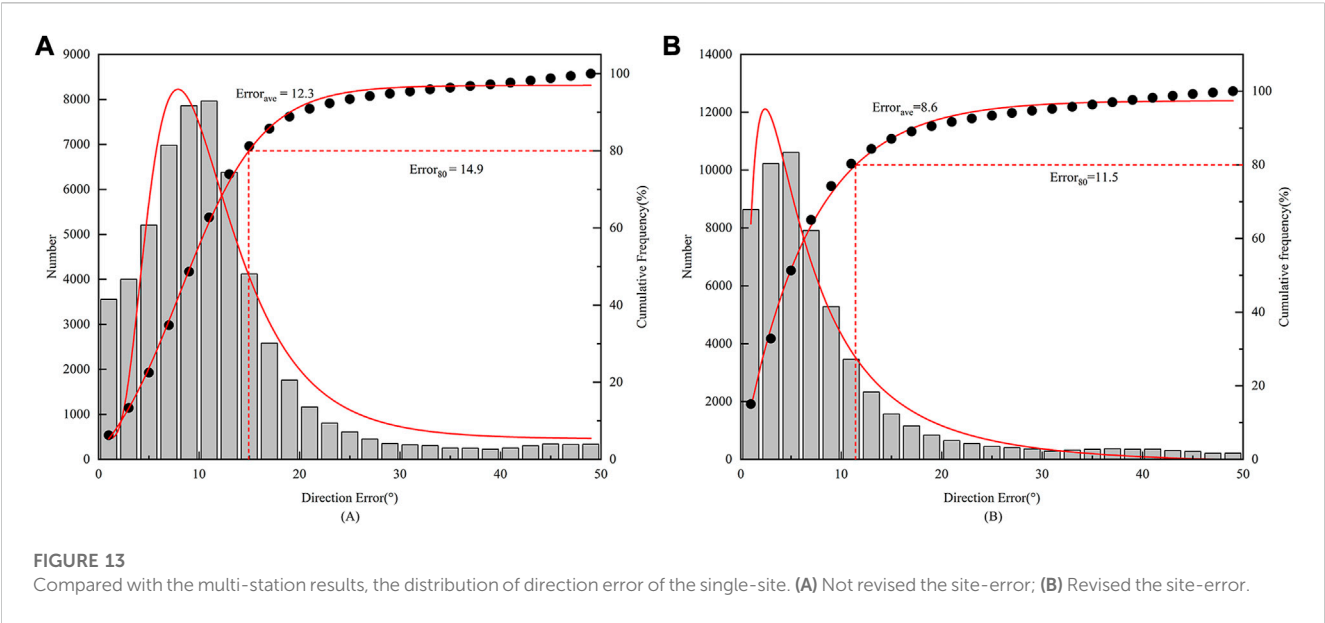 A
9000
8000
7000
6000
5000
4000
3000
2000
1000
0
Number
100
80
60
40
20
0
Cumulative Frequency(%)
Error_ave = 12.3
Error_80 = 14.9
0 10 20 30 40 50
Direction Error(°)
(A)
B
14000
12000
10000
8000
6000
4000
2000
0
Number
100
80
60
40
20
0
Cumulative frequency(%)
Error_ave=8.6
Error_80=11.5
0 10 20 30 40 50
Direction Error(°)
(B)
FIGURE 13
Compared with the multi-station results, the distribution of direction error of the single-site. (A) Not revised the site-error; (B) Revised the site-error.